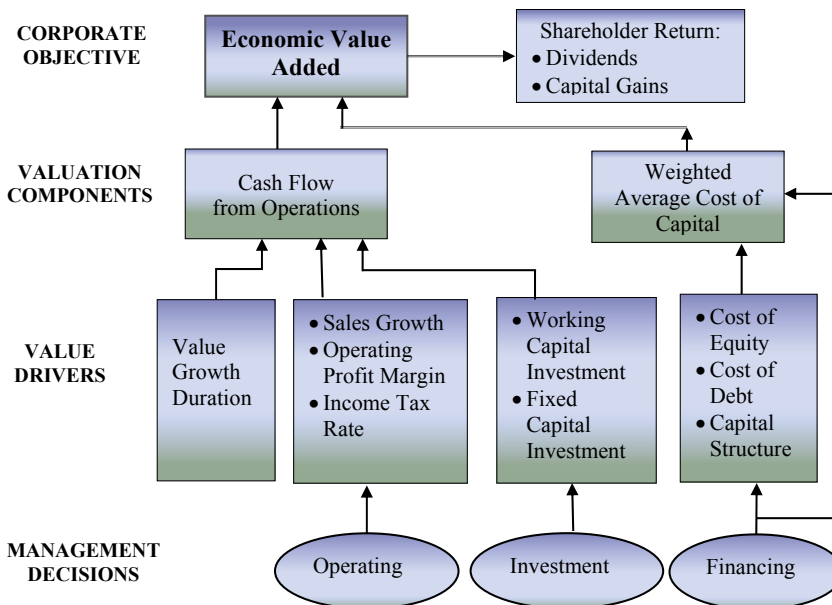 CORPORATE
OBJECTIVE
Economic Value
Added
Shareholder Return:
• Dividends
• Capital Gains
VALUATION
COMPONENTS
Cash Flow
from Operations
Weighted
Average Cost of
Capital
VALUE
DRIVERS
Value
Growth
Duration
• Sales Growth
• Operating
Profit Margin
• Income Tax
Rate
• Working
Capital
Investment
• Fixed
Capital
Investment
• Cost of
Equity
• Cost of
Debt
• Capital
Structure
MANAGEMENT
DECISIONS
Operating
Investment
Financing